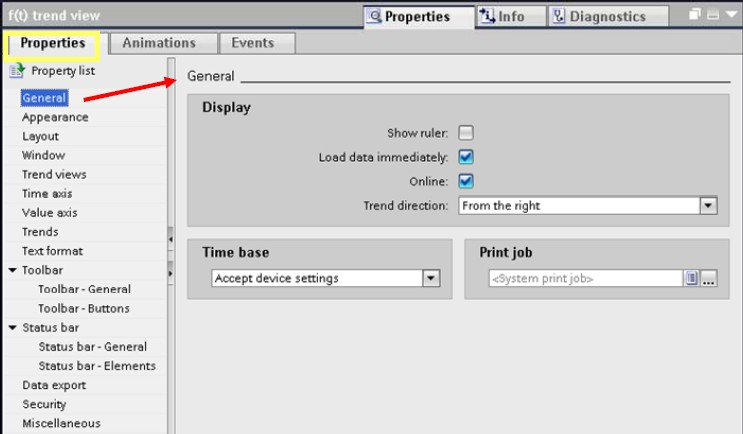 f(t) trend view
Properties
Info
Diagnostics
Properties
Animations
Events
Property list
General
Appearance
Layout
Window
Trend views
Time axis
Value axis
Trends
Text format
Toolbar
Toolbar - General
Toolbar - Buttons
Status bar
Status bar - General
Status bar - Elements
Data export
Security
Miscellaneous
General
Display
Show ruler:
Load data immediately:
Online:
Trend direction: From the right
Time base
Accept device settings
Print job
<System print job>
...